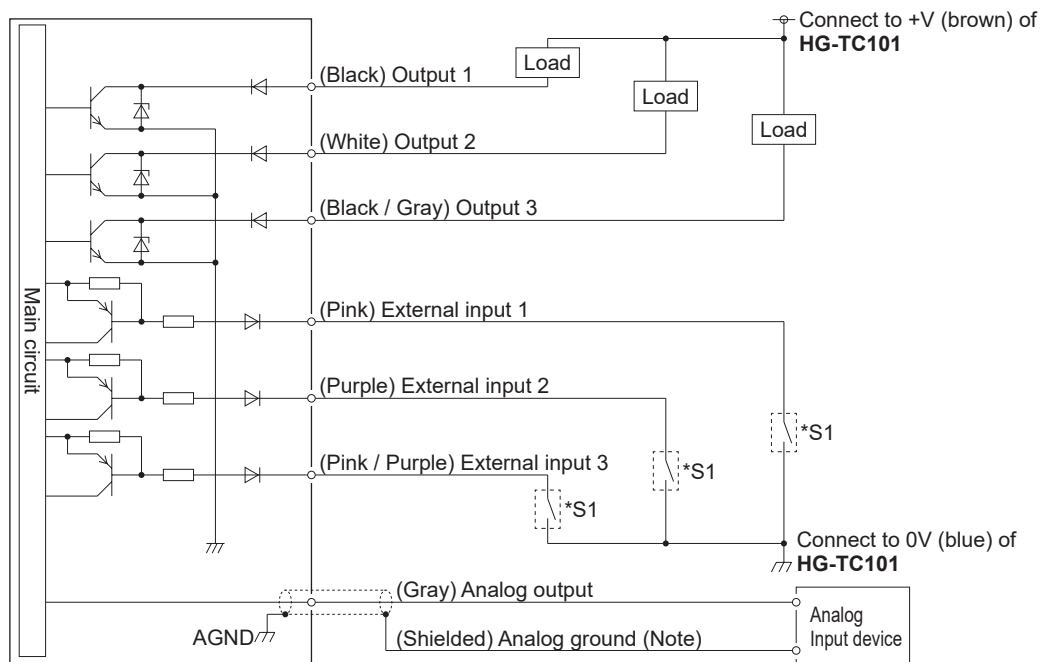 Connect to +V (brown) of
HG-TC101
Load
(Black) Output 1
Load
Load
(White) Output 2
(Black / Gray) Output 3
Main circuit
(Pink) External input 1
(Purple) External input 2
*S1
(Pink / Purple) External input 3
*S1
*S1
Connect to 0V (blue) of
HG-TC101
(Gray) Analog output
Analog
Input device
AGND
(Shielded) Analog ground (Note)